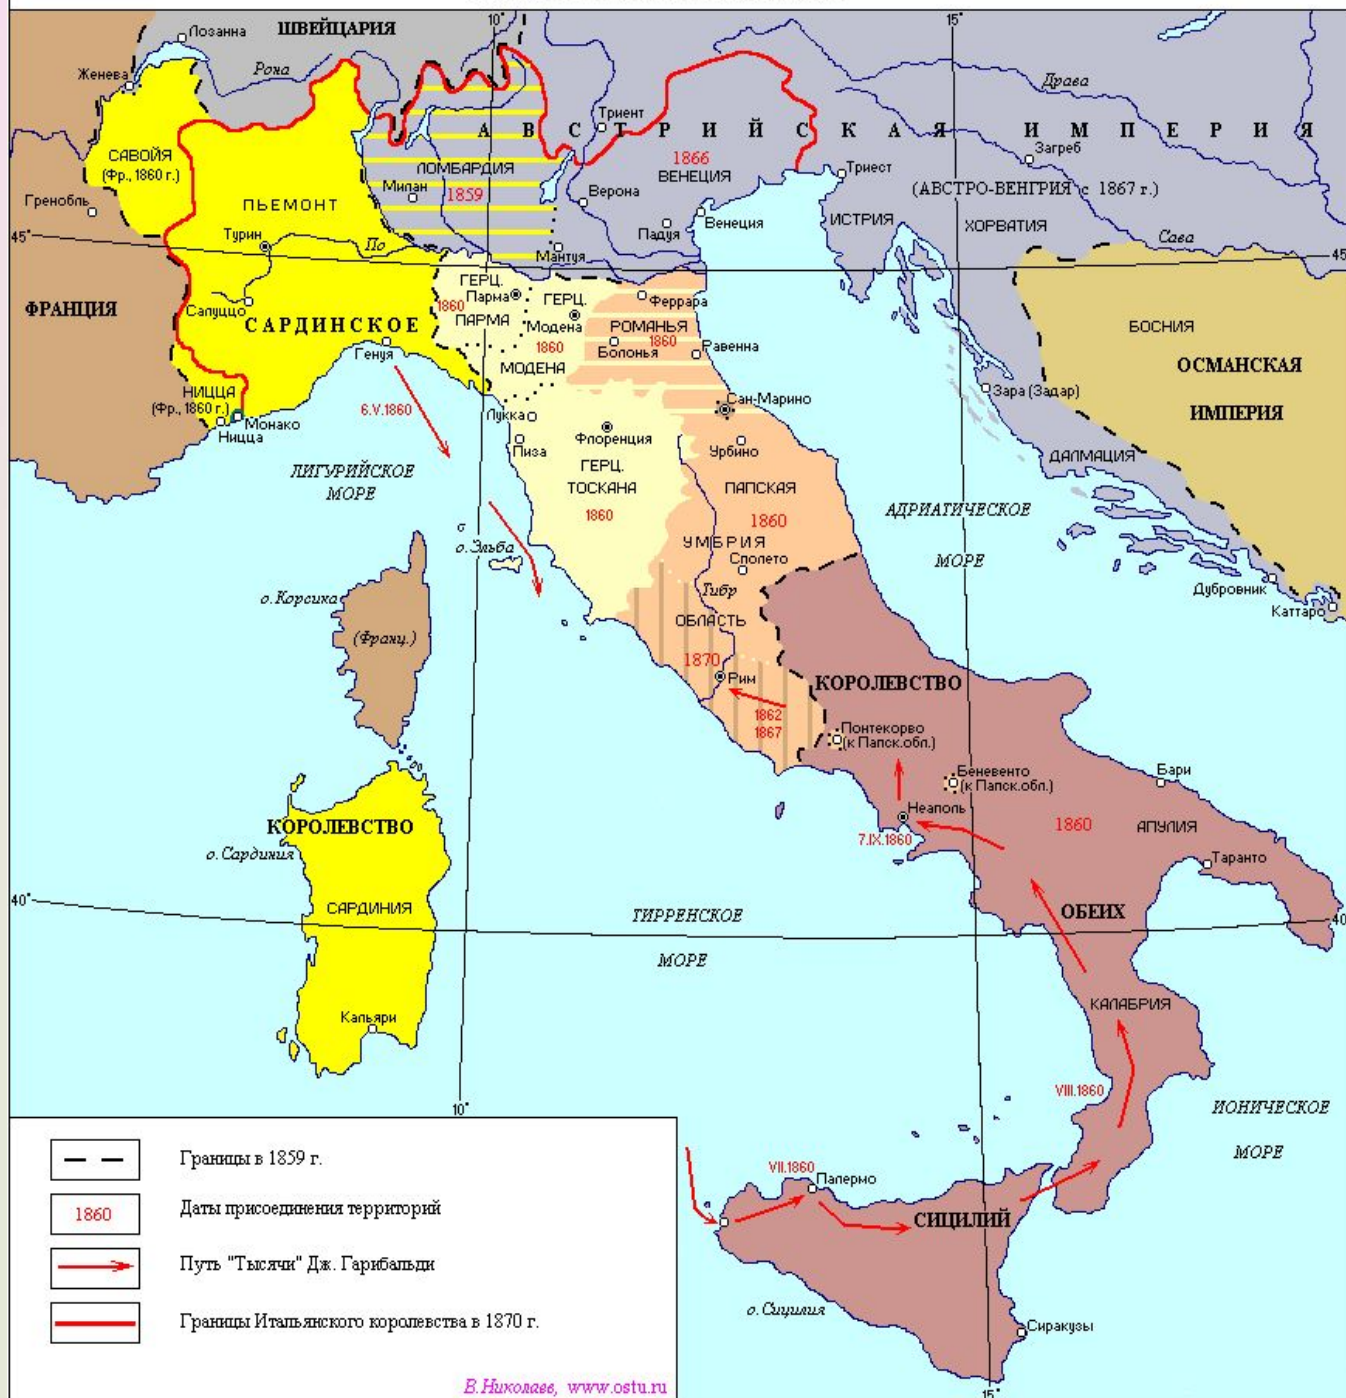 10°
15°
Лозанна
ШВЕЙЦАРИЯ
Женева
Рона
Драва
Триент
АВСТРИЙСКАЯ ИМПЕРИЯ
САВОЙЯ
(Фр., 1860 г.)
ЛОМБАРДИЯ
1866
ВЕНЕЦИЯ
Загреб
Триест
Гренобль
Милан
1859
Верона
(АВСТРО-ВЕНГРИЯ с 1867 г.)
ПЬЕМОНТ
Венеция
Падуя
ИСТРИЯ
ХОРВАТИЯ
45°
Турин
По
Мантуя
Сава
45
ГЕРЦ.
Парма
1860
ПАРМА
ГЕРЦ.
Модена
1860
МОДЕНА
Феррара
РОМАНЬЯ
1860
Болонья
Равенна
ФРАНЦИЯ
Салуццо
САРДИНСКОЕ
Генуя
БОСНИЯ
ОСМАНСКАЯ
ИМПЕРИЯ
НИЦЦА
(Фр., 1860 г.)
Монако
Ницца
6.V.1860
Лукка
Пиза
Флоренция
Сан-Марино
Урбино
Зара (Задар)
ДАЛМАЦИЯ
ЛИГУРИЙСКОЕ
МОРЕ
ГЕРЦ.
ТОСКАНА
1860
ПАПСКАЯ
1860
АДРИАТИЧЕСКОЕ
МОРЕ
о.Эльба
УМБРИЯ
Сполето
Тибр
Дубровник
Каттаро
о.Корсика
(Франц.)
ОБЛАСТЬ
1870
Рим
КОРОЛЕВСТВО
1862
1867
Понтекорво
(к Папск.обл.)
Беневенто
(к Папск.обл.)
Бари
КОРОЛЕВСТВО
о.Сардиния
Неаполь
7.IX.1860
1860
АПУЛИЯ
Таранто
40°
САРДИНИЯ
ТИРРЕНСКОЕ
МОРЕ
ОБЕИХ
40
Кальяри
КАЛАБРИЯ
VIII.1860
ИОНИЧЕСКОЕ
МОРЕ
10°
VII.1860
Палермо
СИЦИЛИЙ
о.Сицилия
Сиракузы
15°
Границы в 1859 г.
1860
Даты присоединения территорий
Путь "Тысячи" Дж. Гарибальди
Границы Итальянского королевства в 1870 г.
В.Николаев, www.ostu.ru